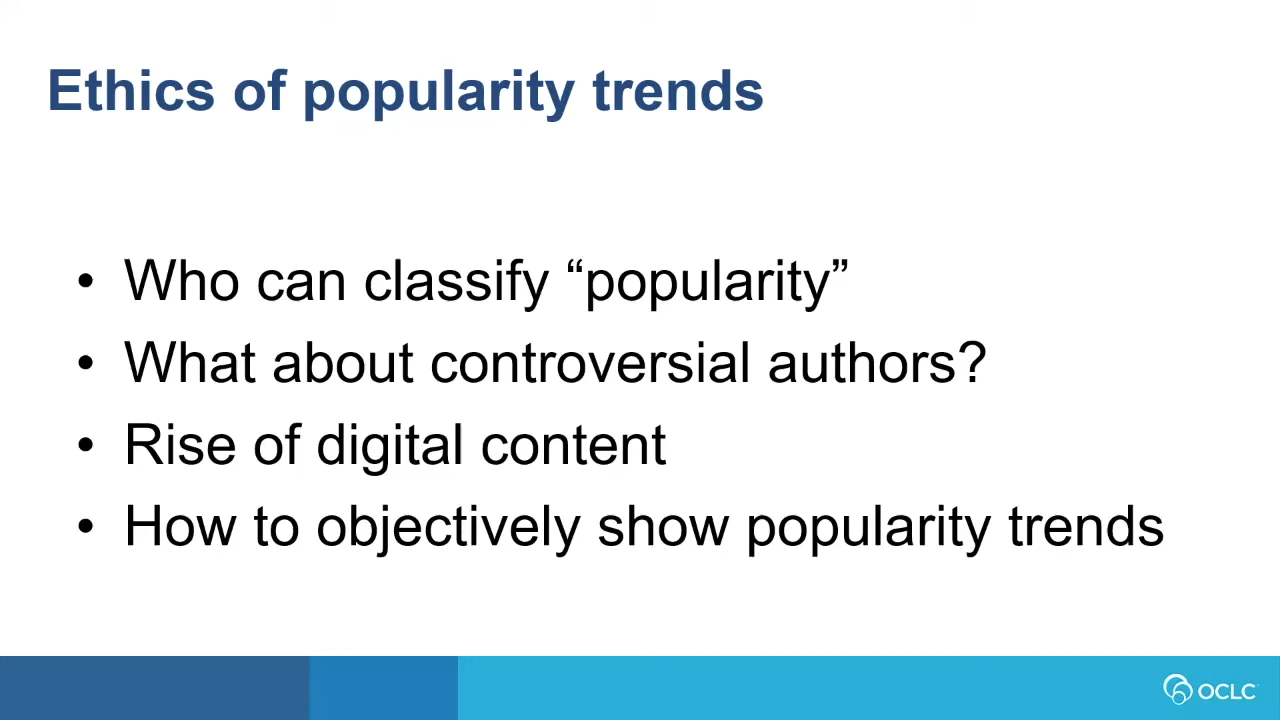 Ethics of popularity trends
• Who can classify “popularity”
• What about controversial authors?
• Rise of digital content
• How to objectively show popularity trends
OCLC